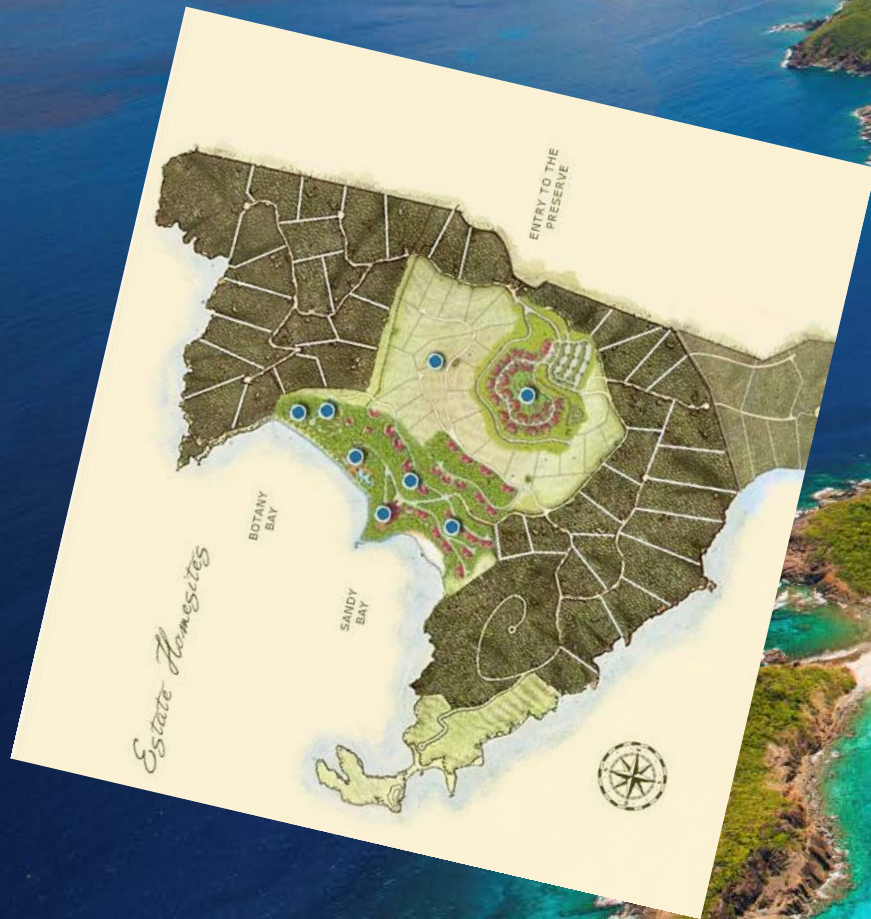 ENTRY TO THE
PRESERVE
BOTANY
BAY
SANDY
BAY
Estate Homesites